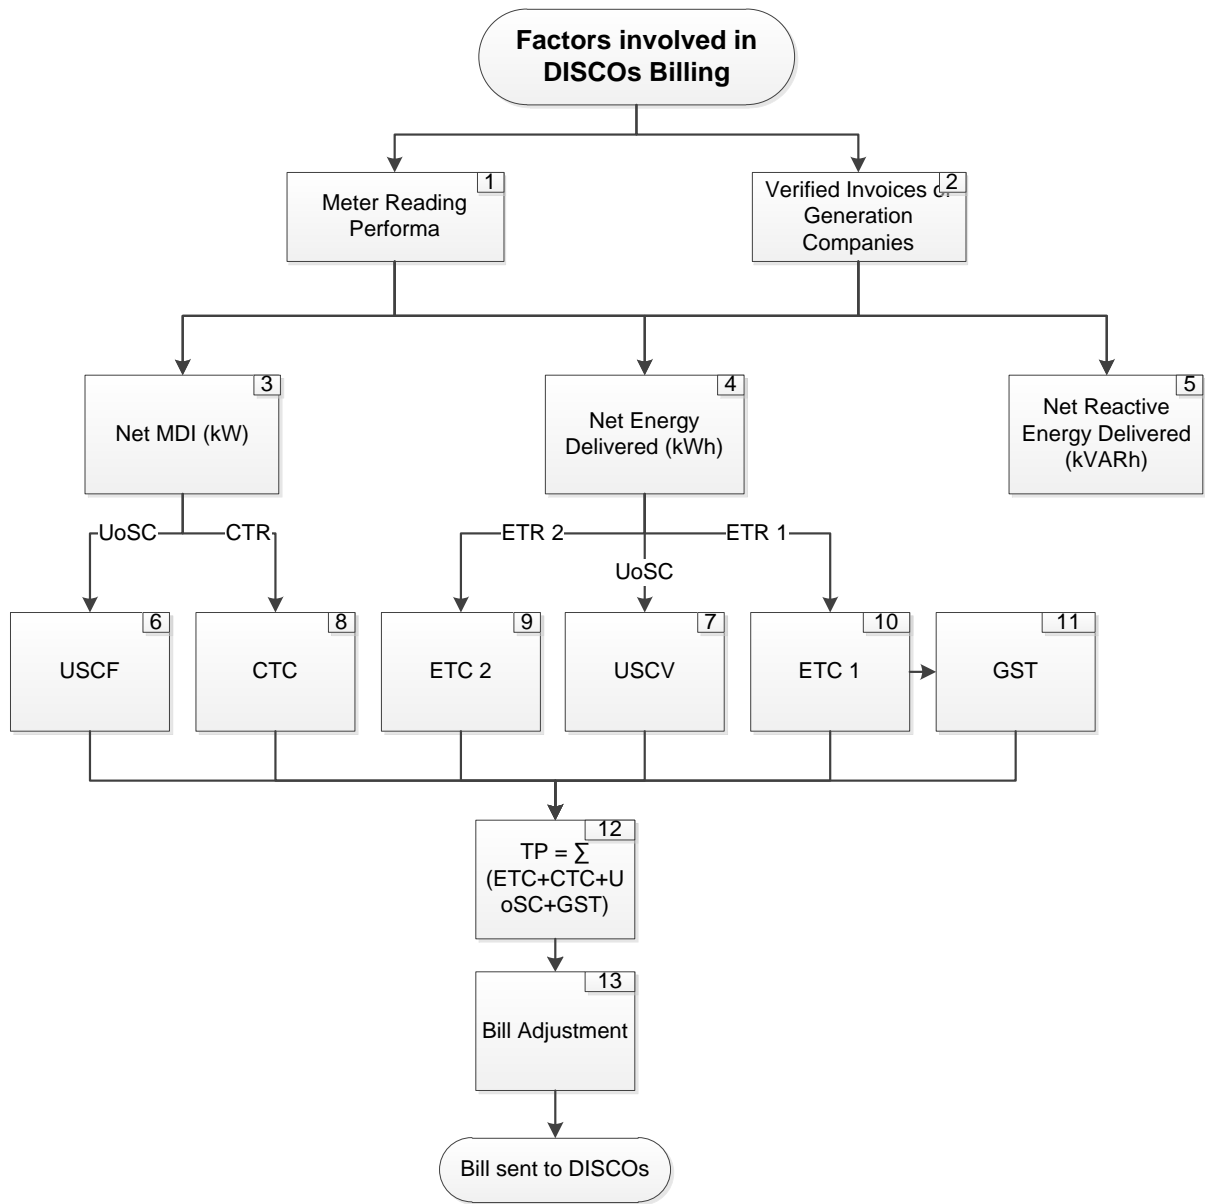 Factors involved in
DISCOs Billing
1
Meter Reading
Performa
2
Verified Invoices of
Generation
Companies
3
Net MDI (kW)
4
Net Energy
Delivered (kWh)
5
Net Reactive
Energy Delivered
(kVARh)
UoSC
CTR
ETR 2
UoSC
ETR 1
6
USCF
8
CTC
9
ETC 2
7
USCV
10
ETC 1
11
GST
12
TP = ∑
(ETC+CTC+U
oSC+GST)
13
Bill Adjustment
Bill sent to DISCOs